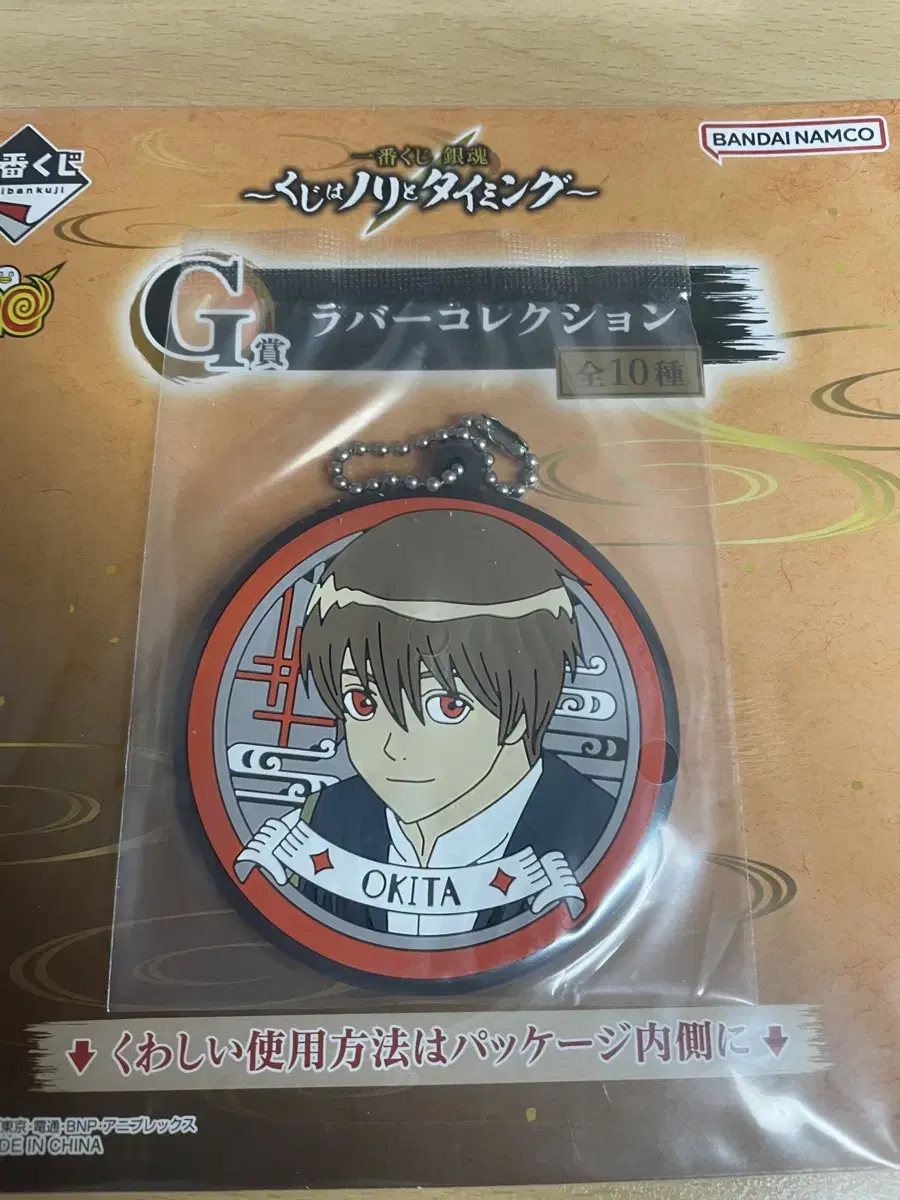 番くじ
ibankuji
一番くじ 銀魂
～くじはノリとタイミング～
BANDAI NAMCO
G賞
ラバーコレクション
全10種
OKITA
くわしい使用方法はパッケージ内側に
東京・電通・BNP・アニプレックス
DE IN CHINA